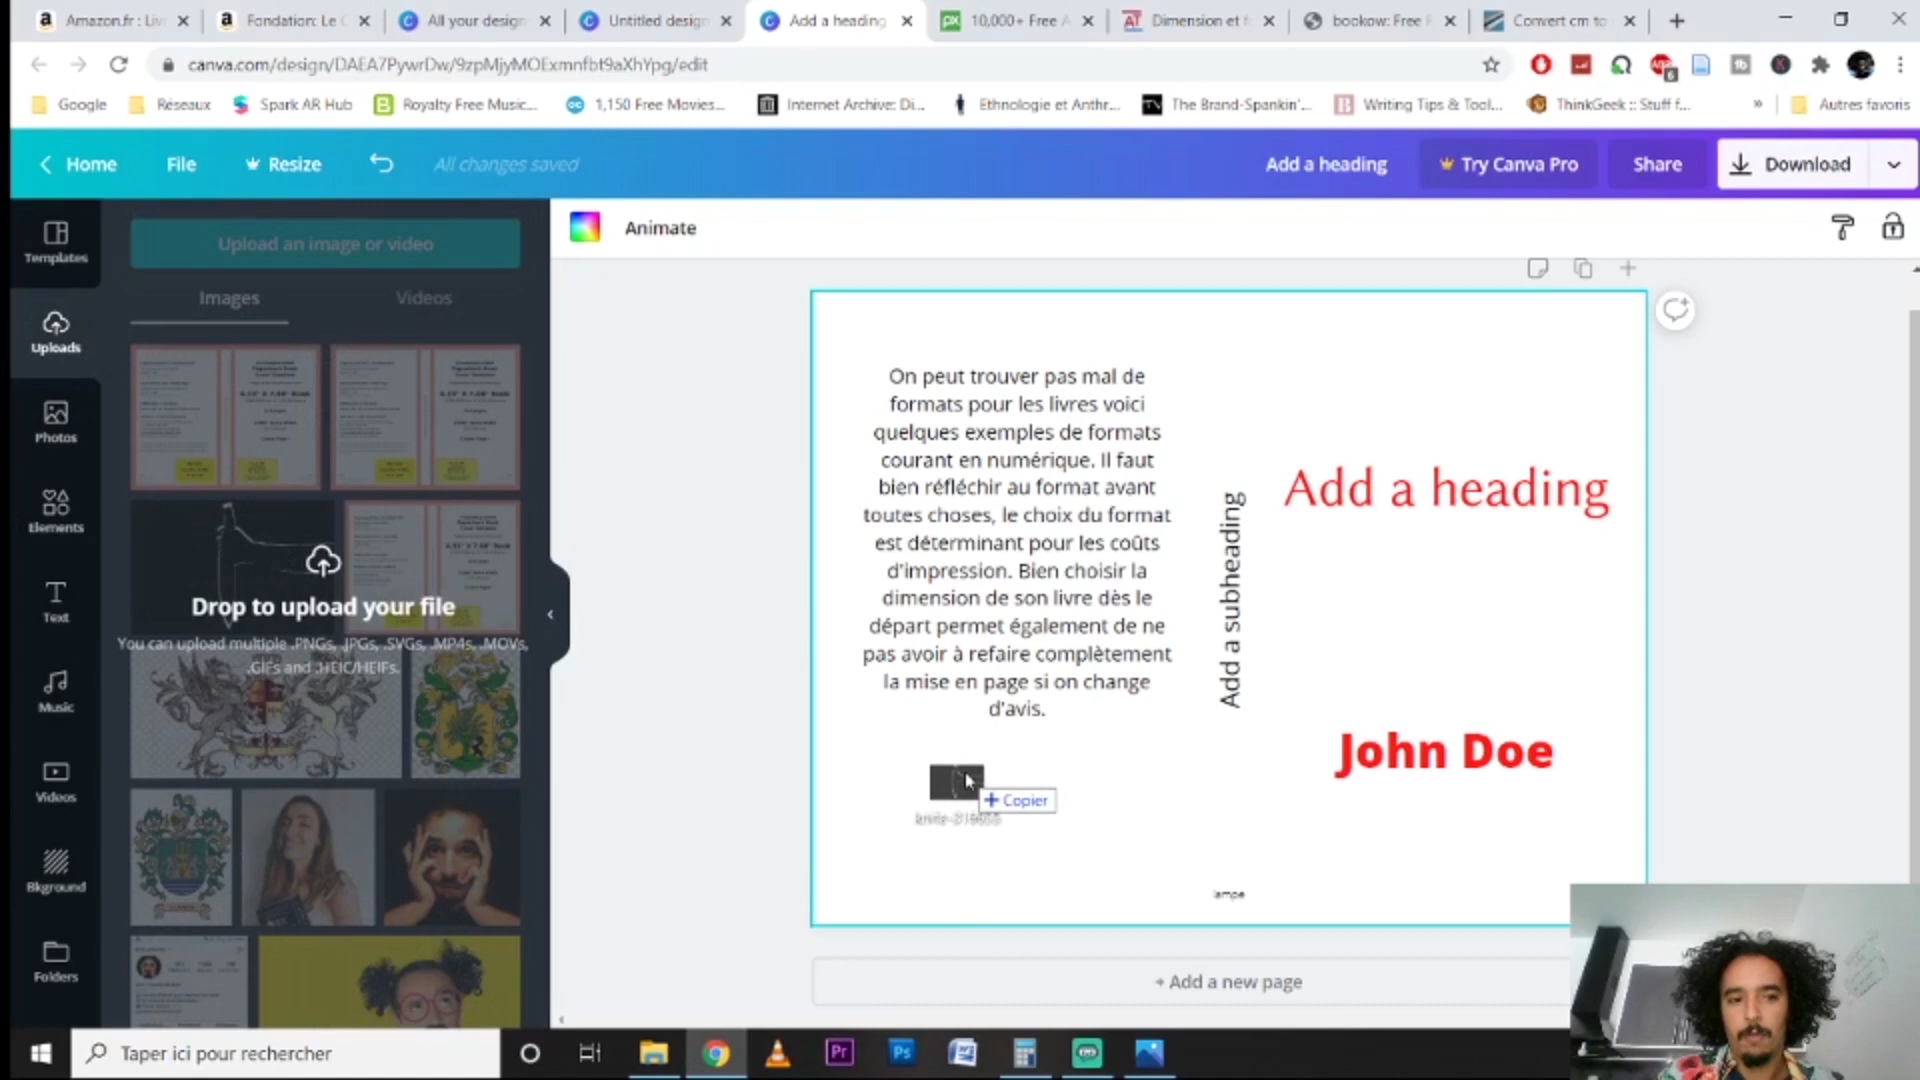 Amazon.fr : Liv
Fondation: Le C
All your design
Untitled design
Add a heading
10,000+ Free A
Dimension et f
bookow: Free
Convert cm to
canva.com/design/DAEA7PywrDw/9zpMjyMOExmnfbt9aXhYpg/edit
Google
Réseaux
Spark AR Hub
Royalty Free Music...
1,150 Free Movies...
Internet Archive: Di...
Ethnologie et Anthr...
The Brand-Spankin'...
Writing Tips & Tool...
ThinkGeek :: Stuff f...
»
Autres favoris
Home
File
Resize
All changes saved
Add a heading
Try Canva Pro
Share
Download
Templates
Uploads
Photos
Elements
Text
Music
Videos
Bkground
Folders
Upload an image or video
Images
Videos
Drop to upload your file
You can upload multiple .PNGs, .JPGs, .SVGs, .MP4s, .MOVs,
.GIFs and .HEIC/HEIFs.
Animate
On peut trouver pas mal de
formats pour les livres voici
quelques exemples de formats
courant en numérique. Il faut
bien réfléchir au format avant
toutes choses, le choix du format
est déterminant pour les coûts
d'impression. Bien choisir la
dimension de son livre dès le
départ permet également de ne
pas avoir à refaire complètement
la mise en page si on change
d'avis.
Add a subheading
Add a heading
John Doe
+ Copier
lampe
+ Add a new page
Taper ici pour rechercher
Pr
Ps